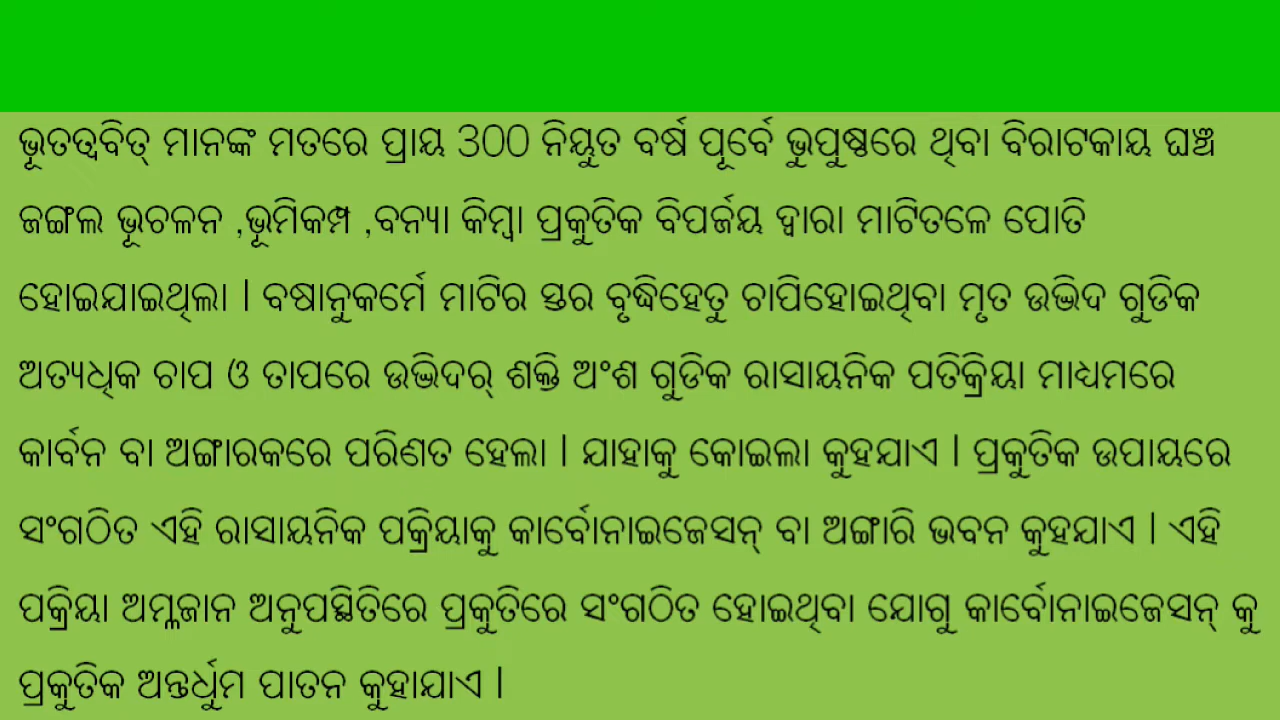 ଭୂତତ୍ଵବିତ୍ ମାନଙ୍କ ମତରେ ପ୍ରାୟ 300 ନିୟୁତ ବର୍ଷ ପୂର୍ବେ ଭୁପୃଷ୍ଠରେ ଥିବା ବିରାଟକାୟ ଘଞ୍ଚ
ଜଙ୍ଗଲ ଭୂଚଳନ ,ଭୂମିକମ୍ପ ,ବନ୍ୟା କିମ୍ବା ପ୍ରକୃତିକ ବିପର୍ଜୟ ଦ୍ଵାରା ମାଟିତଳେ ପୋତି
ହୋଇଯାଇଥିଲା | ବଷାନୁକର୍ମେ ମାଟିର ସ୍ତର ବୃଦ୍ଧିହେତୁ ଚାପିହୋଇଥିବା ମୃତ ଉଦ୍ଭିଦ ଗୁଡିକ
ଅତ୍ୟଧିକ ଚାପ ଓ ତାପରେ ଉଦ୍ଭିଦର୍ ଶକ୍ତି ଅଂଶ ଗୁଡିକ ରାସାୟନିକ ପତିକ୍ରିୟା ମାଧ୍ୟମରେ
କାର୍ବନ ବା ଅଙ୍ଗାରକରେ ପରିଣତ ହେଲା | ଯାହାକୁ କୋଇଲା କୁହଯାଏ | ପ୍ରକୃତିକ ଉପାୟରେ
ସଂଗଠିତ ଏହି ରାସାୟନିକ ପକ୍ରିୟାକୁ କାର୍ବୋନାଇଜେସନ୍ ବା ଅଙ୍ଗାରି ଭବନ କୁହଯାଏ | ଏହି
ପକ୍ରିୟା ଅମ୍ଳଜାନ ଅନୁପସ୍ଥିତିରେ ପ୍ରକୃତିରେ ସଂଗଠିତ ହୋଇଥିବା ଯୋଗୁ କାର୍ବୋନାଇଜେସନ୍ କୁ
ପ୍ରକୃତିକ ଅନ୍ତର୍ଧୁମ ପାତନ କୁହାଯାଏ |